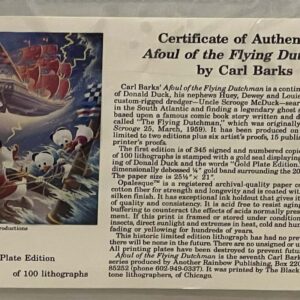 Certificate of Authen
Afoul of the Flying Dutchm
by Carl Barks
Carl Barks' Afoul of the Flying Dutchman is a contin
of Donald Duck, his nephews Huey, Dewey and Louie
custom-rigged dredger—Uncle Scrooge McDuck—sear
in the South Atlantic and finding a legendary ghost
based upon a famous comic book story written and d
called "The Flying Dutchman," which was originally
Scrooge 25, March, 1959). It has been produced on
limited to two editions plus six artist's proofs, 15 publi
printer's proofs.
The first edition is of 345 signed and numbered copies
of 100 lithographs is stamped with a gold seal displaying
ing of Donald Duck and the words "Gold Plate Edition,"
dimensionally debossed ¼" gold band surrounding the 20
The paper size is 25¼" × 21".
Opalesque™ is a registered archival-quality paper c
cotton fiber for strength and longevity and is coated with
silken finish. It has exceptional ink holdout that gives it
of quality and consistency. It is acid free to resist aging
buffering to counteract the effects of acids normally pres
ment. If this print is framed or stored under condition
insects, direct sunlight and extremes in heat, cold and hum
fading or yellowing for hundreds of years.
This historic limited edition lithograph has had no prev
there will be none in the future. There are no unsigned or u
All printing plates have been destroyed to prevent futur
Afoul of the Flying Dutchman is the seventh Carl Bark
series produced by Another Rainbow Publishing, Box 220
85252 (phone 602-949-0337). It was printed by The Black
tone lithographers, of Chicago.
roductions
Plate Edition
of 100 lithographs